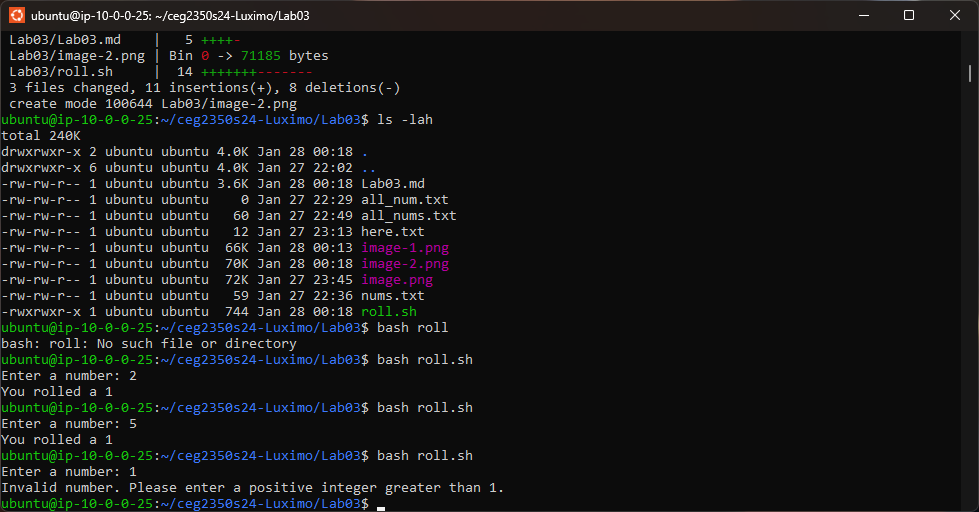 ubuntu@ip-10-0-0-25: ~/ceg2350s24-Luximo/Lab03
 Lab03/Lab03.md    |   5 ++++-
 Lab03/image-2.png | Bin 0 -> 71185 bytes
 Lab03/roll.sh     |  14 +++++++-------
 3 files changed, 11 insertions(+), 8 deletions(-)
 create mode 100644 Lab03/image-2.png
ubuntu@ip-10-0-0-25:~/ceg2350s24-Luximo/Lab03$ ls -lah
total 240K
drwxrwxr-x 2 ubuntu ubuntu 4.0K Jan 28 00:18 .
drwxrwxr-x 6 ubuntu ubuntu 4.0K Jan 27 22:02 ..
-rw-rw-r-- 1 ubuntu ubuntu 3.6K Jan 28 00:18 Lab03.md
-rw-rw-r-- 1 ubuntu ubuntu    0 Jan 27 22:29 all_num.txt
-rw-rw-r-- 1 ubuntu ubuntu   60 Jan 27 22:49 all_nums.txt
-rw-rw-r-- 1 ubuntu ubuntu   12 Jan 27 23:13 here.txt
-rw-rw-r-- 1 ubuntu ubuntu  66K Jan 28 00:13 image-1.png
-rw-rw-r-- 1 ubuntu ubuntu  70K Jan 28 00:18 image-2.png
-rw-rw-r-- 1 ubuntu ubuntu  72K Jan 27 23:45 image.png
-rw-rw-r-- 1 ubuntu ubuntu   59 Jan 27 22:36 nums.txt
-rwxrwxr-x 1 ubuntu ubuntu  744 Jan 28 00:18 roll.sh
ubuntu@ip-10-0-0-25:~/ceg2350s24-Luximo/Lab03$ bash roll
bash: roll: No such file or directory
ubuntu@ip-10-0-0-25:~/ceg2350s24-Luximo/Lab03$ bash roll.sh
Enter a number: 2
You rolled a 1
ubuntu@ip-10-0-0-25:~/ceg2350s24-Luximo/Lab03$ bash roll.sh
Enter a number: 5
You rolled a 1
ubuntu@ip-10-0-0-25:~/ceg2350s24-Luximo/Lab03$ bash roll.sh
Enter a number: 1
Invalid number. Please enter a positive integer greater than 1.
ubuntu@ip-10-0-0-25:~/ceg2350s24-Luximo/Lab03$